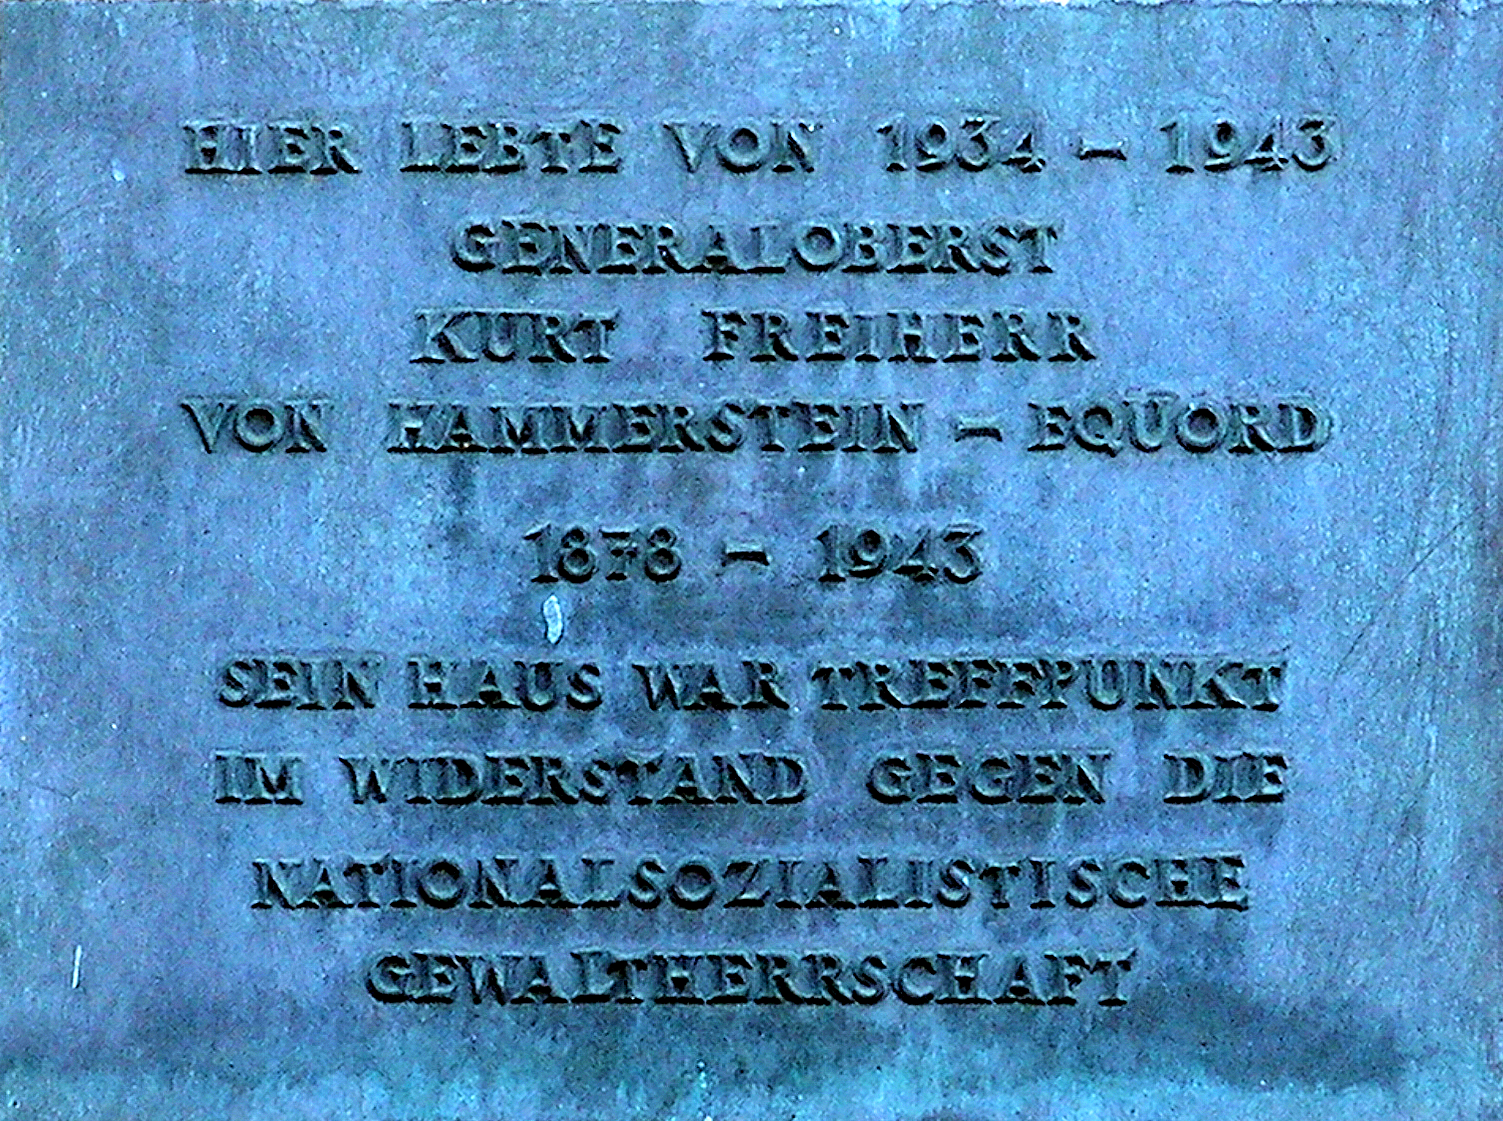 HIER LEBTE VON 1934 - 1943
GENERALOBERST
KURT FREIHERR
VON HAMMERSTEIN - EQUORD
1878 - 1943
SEIN HAUS WAR TREFFPUNKT
IM WIDERSTAND GEGEN DIE
NATIONALSOZIALISTISCHE
GEWALTHERRSCHAFT